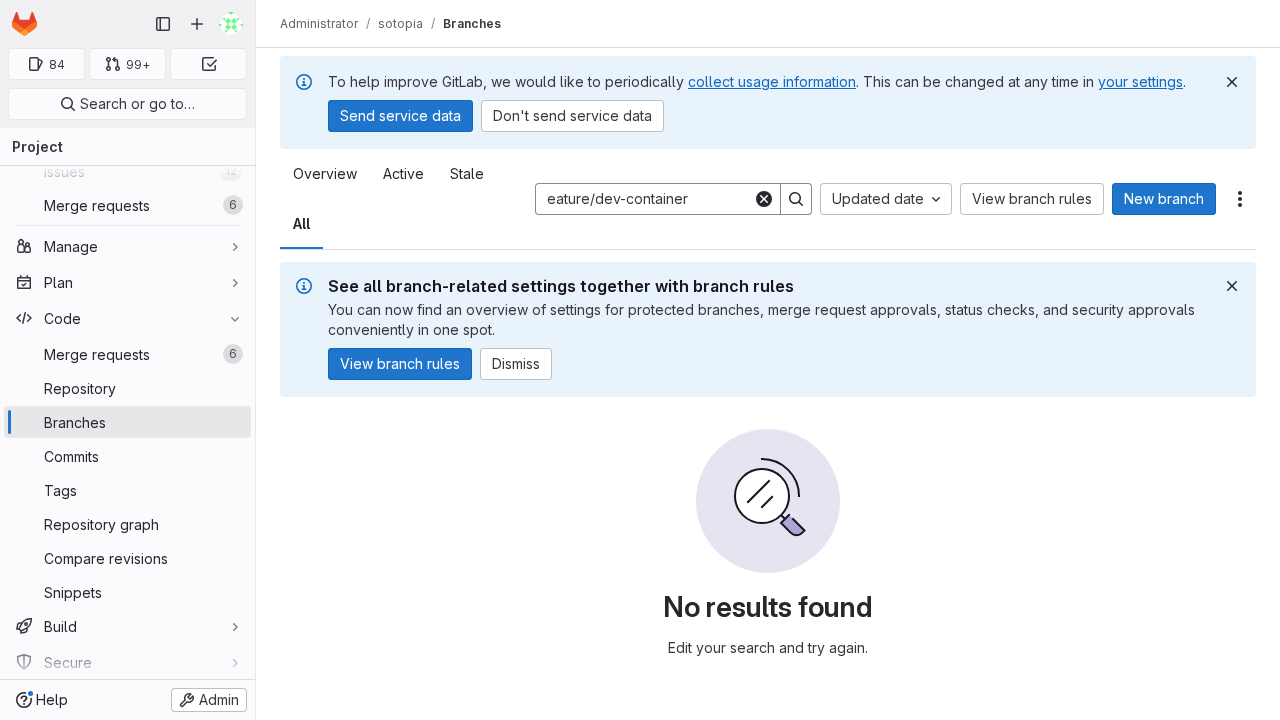 Administrator / sotopia / Branches
84
99+
Search or go to…
Project
Issues 12
Merge requests 6
Manage
Plan
Code
Merge requests 6
Repository
Branches
Commits
Tags
Repository graph
Compare revisions
Snippets
Build
Secure
Help
Admin
To help improve GitLab, we would like to periodically collect usage information. This can be changed at any time in your settings.
Send service data Don't send service data
Overview Active Stale
All
eature/dev-container
Updated date View branch rules New branch
See all branch-related settings together with branch rules
You can now find an overview of settings for protected branches, merge request approvals, status checks, and security approvals
conveniently in one spot.
View branch rules Dismiss
No results found
Edit your search and try again.